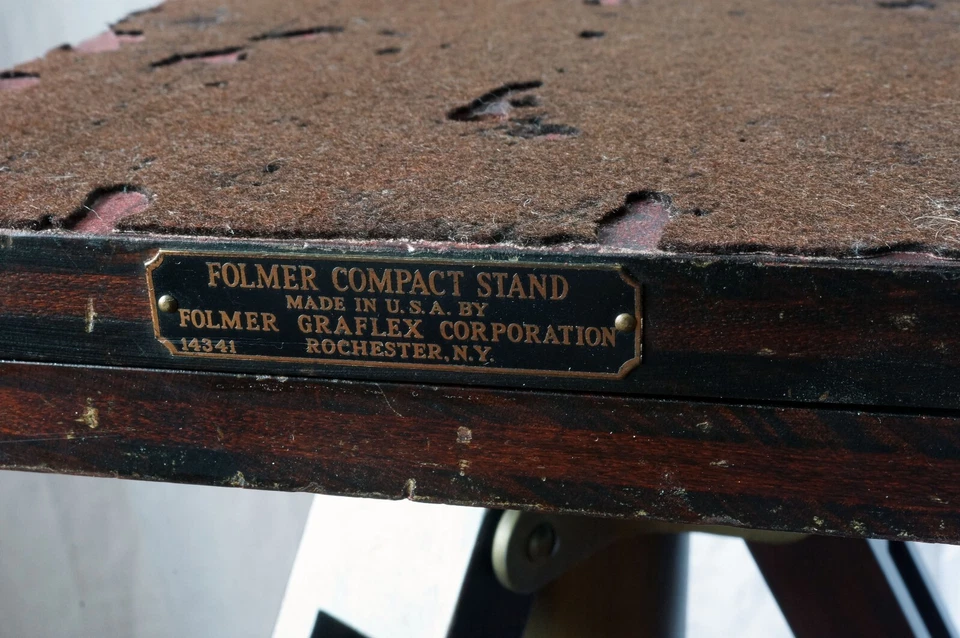 FOLMER COMPACT STAND
MADE IN U.S.A. BY
FOLMER GRAFLEX CORPORATION
14341 ROCHESTER, N.Y.